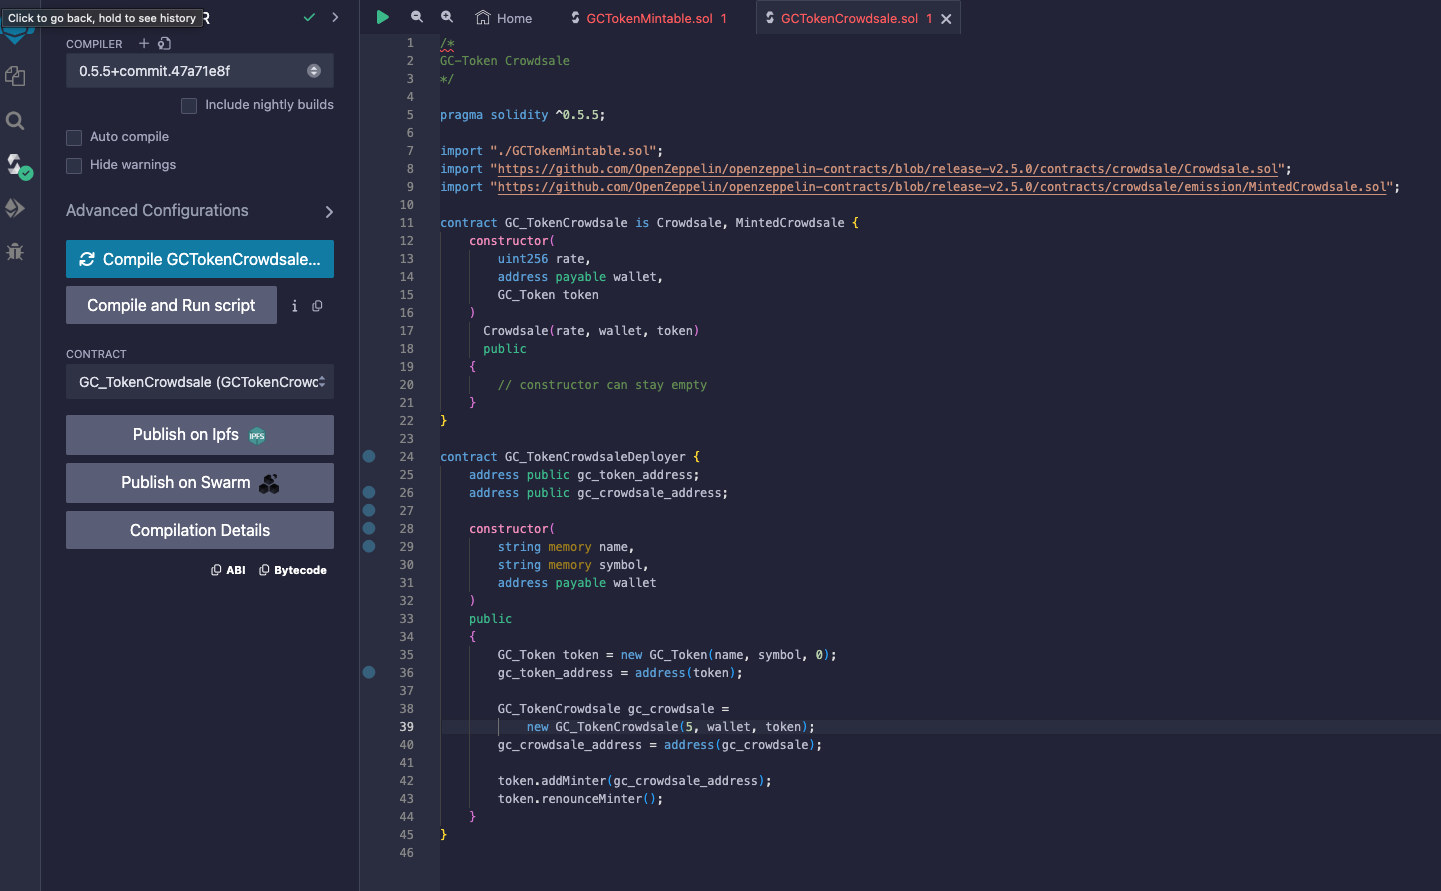 Click to go back, hold to see history
R
COMPILER
0.5.5+commit.47a71e8f
Include nightly builds
Auto compile
Hide warnings
Advanced Configurations
Compile GCTokenCrowdsale...
Compile and Run script
i
CONTRACT
GC_TokenCrowdsale (GCTokenCrowc
Publish on Ipfs IPFS
Publish on Swarm
Compilation Details
ABI Bytecode
Home GCTokenMintable.sol 1 GCTokenCrowdsale.sol 1
1 /*
2 GC-Token Crowdsale
3 */
4
5 pragma solidity ^0.5.5;
6
7 import "./GCTokenMintable.sol";
8 import "https://github.com/OpenZeppelin/openzeppelin-contracts/blob/release-v2.5.0/contracts/crowdsale/Crowdsale.sol";
9 import "https://github.com/OpenZeppelin/openzeppelin-contracts/blob/release-v2.5.0/contracts/crowdsale/emission/MintedCrowdsale.sol";
10
11 contract GC_TokenCrowdsale is Crowdsale, MintedCrowdsale {
12 constructor(
13 uint256 rate,
14 address payable wallet,
15 GC_Token token
16 )
17 Crowdsale(rate, wallet, token)
18 public
19 {
20 // constructor can stay empty
21 }
22 }
23
24 contract GC_TokenCrowdsaleDeployer {
25 address public gc_token_address;
26 address public gc_crowdsale_address;
27
28 constructor(
29 string memory name,
30 string memory symbol,
31 address payable wallet
32 )
33 public
34 {
35 GC_Token token = new GC_Token(name, symbol, 0);
36 gc_token_address = address(token);
37
38 GC_TokenCrowdsale gc_crowdsale =
39 new GC_TokenCrowdsale(5, wallet, token);
40 gc_crowdsale_address = address(gc_crowdsale);
41
42 token.addMinter(gc_crowdsale_address);
43 token.renounceMinter();
44 }
45 }
46